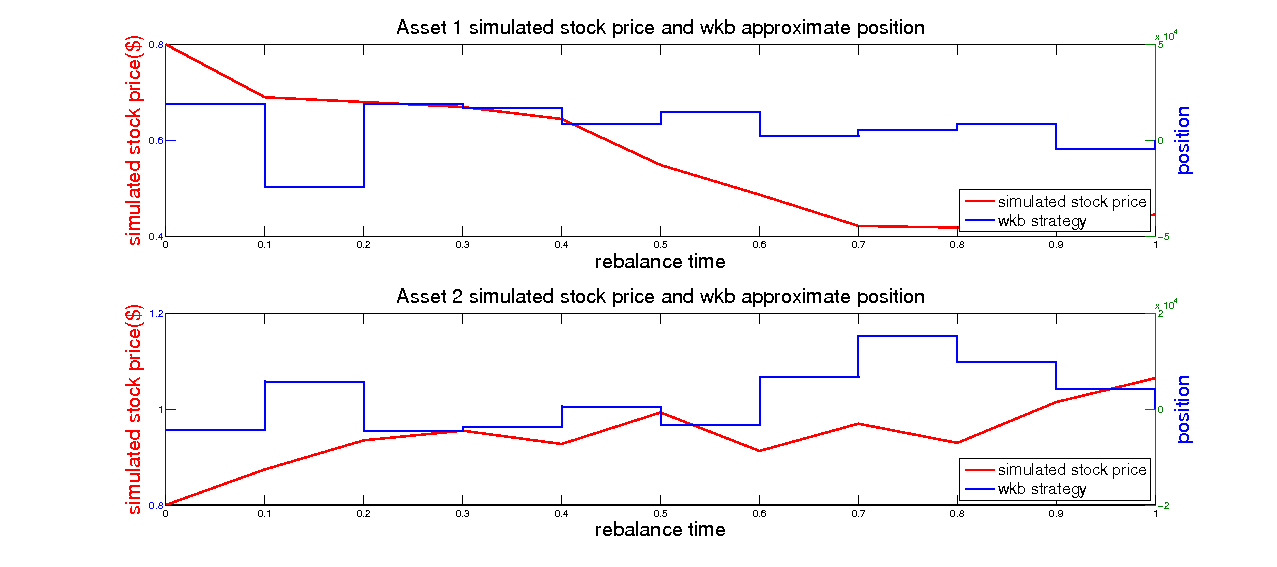 Asset 1 simulated stock price and wkb approximate position
x 10^4
simulated stock price($)
0.8
0.6
0.4
5
0
-5
position
simulated stock price
wkb strategy
0 0.1 0.2 0.3 0.4 0.5 0.6 0.7 0.8 0.9 1
rebalance time
Asset 2 simulated stock price and wkb approximate position
x 10^4
simulated stock price($)
1.2
1
0.8
2
0
-2
position
simulated stock price
wkb strategy
0 0.1 0.2 0.3 0.4 0.5 0.6 0.7 0.8 0.9 1
rebalance time